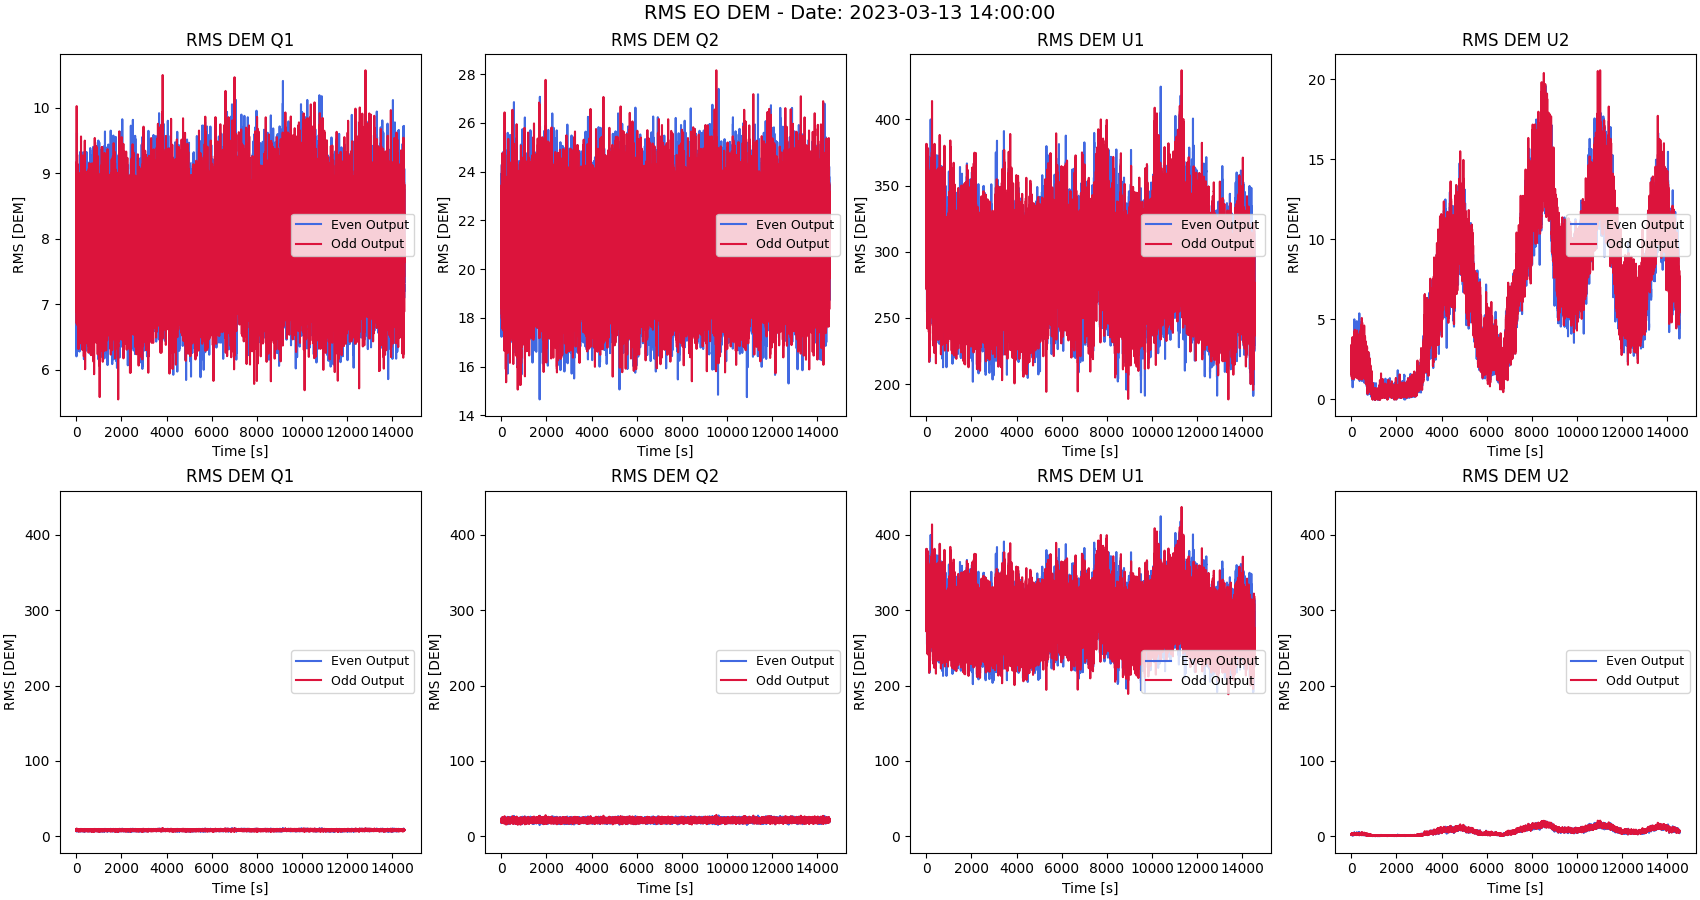 RMS EO DEM - Date: 2023-03-13 14:00:00
RMS DEM Q1
RMS [DEM]
10
9
8
7
6
Even Output
Odd Output
0 2000 4000 6000 8000 10000 12000 14000
Time [s]
RMS DEM Q2
RMS [DEM]
28
26
24
22
20
18
16
14
Even Output
Odd Output
0 2000 4000 6000 8000 10000 12000 14000
Time [s]
RMS DEM U1
RMS [DEM]
400
350
300
250
200
Even Output
Odd Output
0 2000 4000 6000 8000 10000 12000 14000
Time [s]
RMS DEM U2
RMS [DEM]
20
15
10
5
0
Even Output
Odd Output
0 2000 4000 6000 8000 10000 12000 14000
Time [s]
RMS DEM Q1
RMS [DEM]
400
300
200
100
0
Even Output
Odd Output
0 2000 4000 6000 8000 10000 12000 14000
Time [s]
RMS DEM Q2
RMS [DEM]
400
300
200
100
0
Even Output
Odd Output
0 2000 4000 6000 8000 10000 12000 14000
Time [s]
RMS DEM U1
RMS [DEM]
400
300
200
100
0
Even Output
Odd Output
0 2000 4000 6000 8000 10000 12000 14000
Time [s]
RMS DEM U2
RMS [DEM]
400
300
200
100
0
Even Output
Odd Output
0 2000 4000 6000 8000 10000 12000 14000
Time [s]